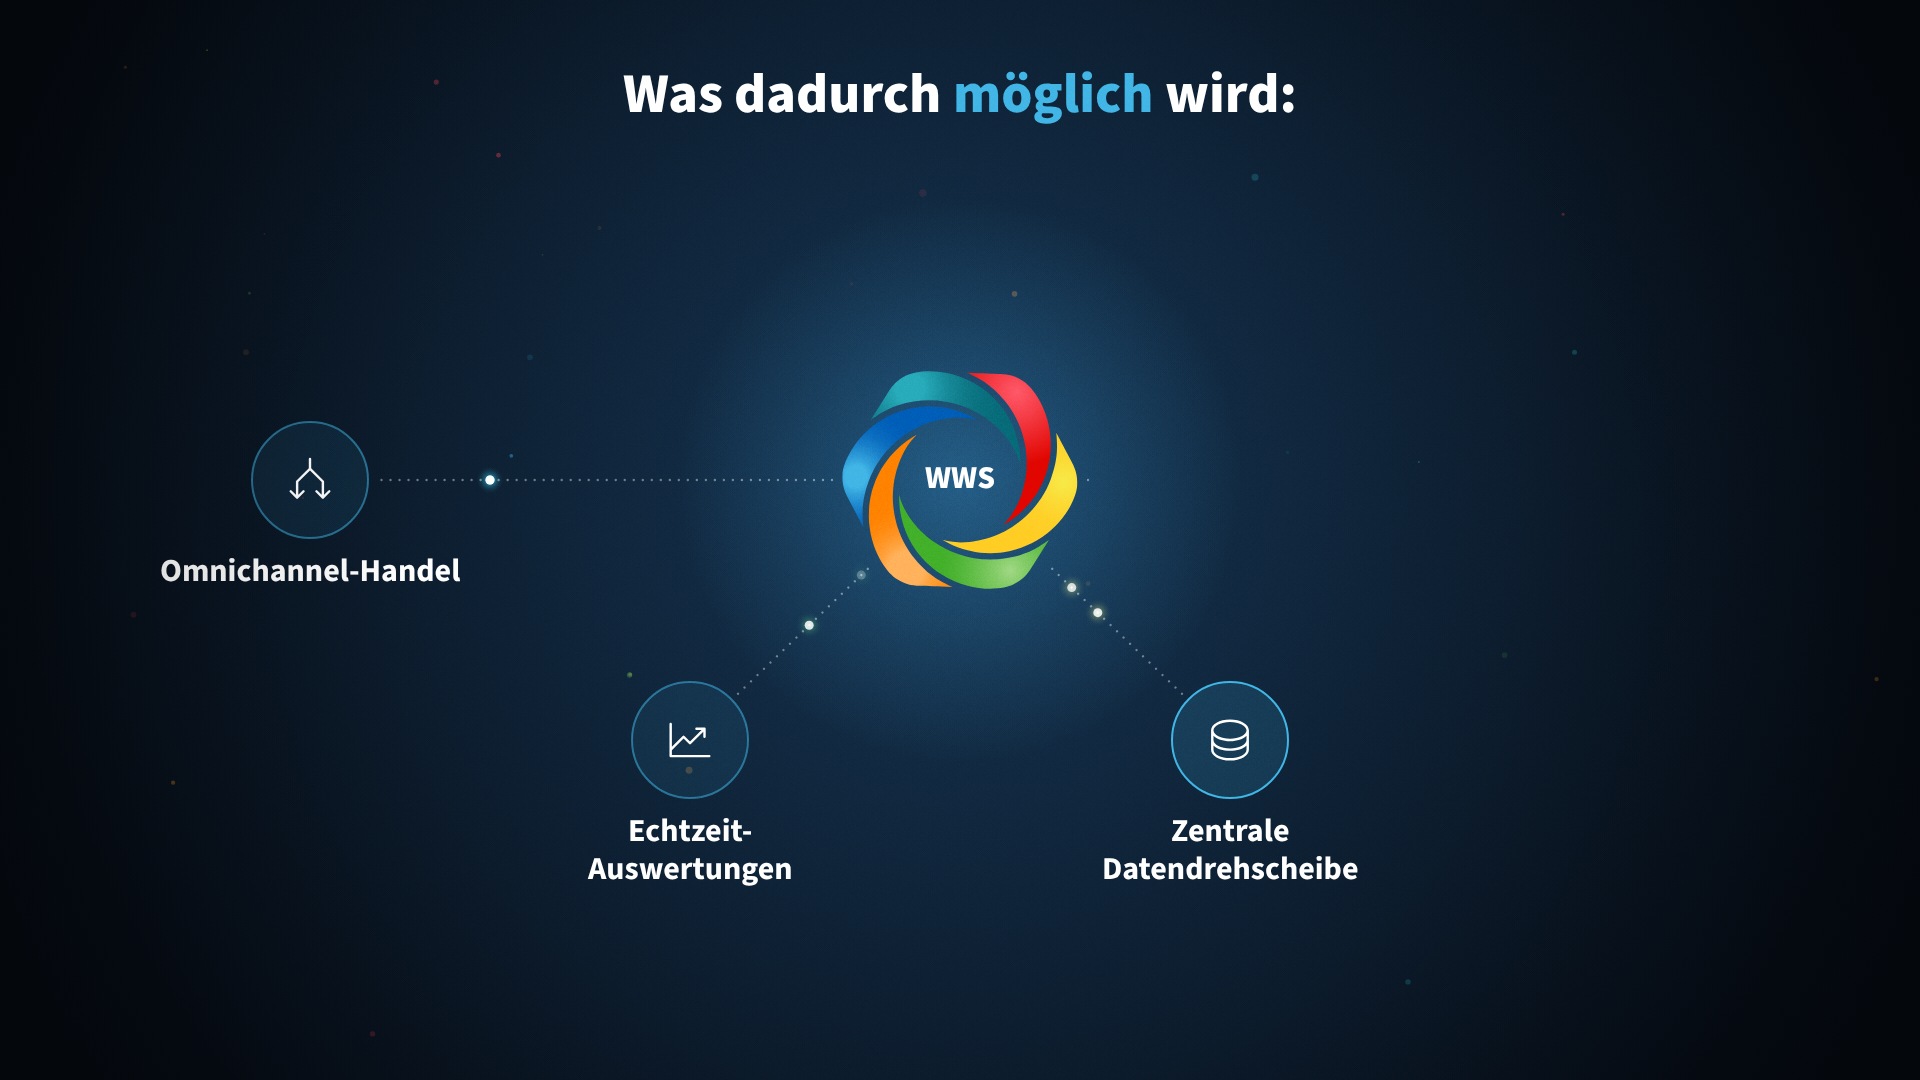 Was dadurch möglich wird:
WWS
Omnichannel-Handel
Echtzeit-
Auswertungen
Zentrale
Datendrehscheibe